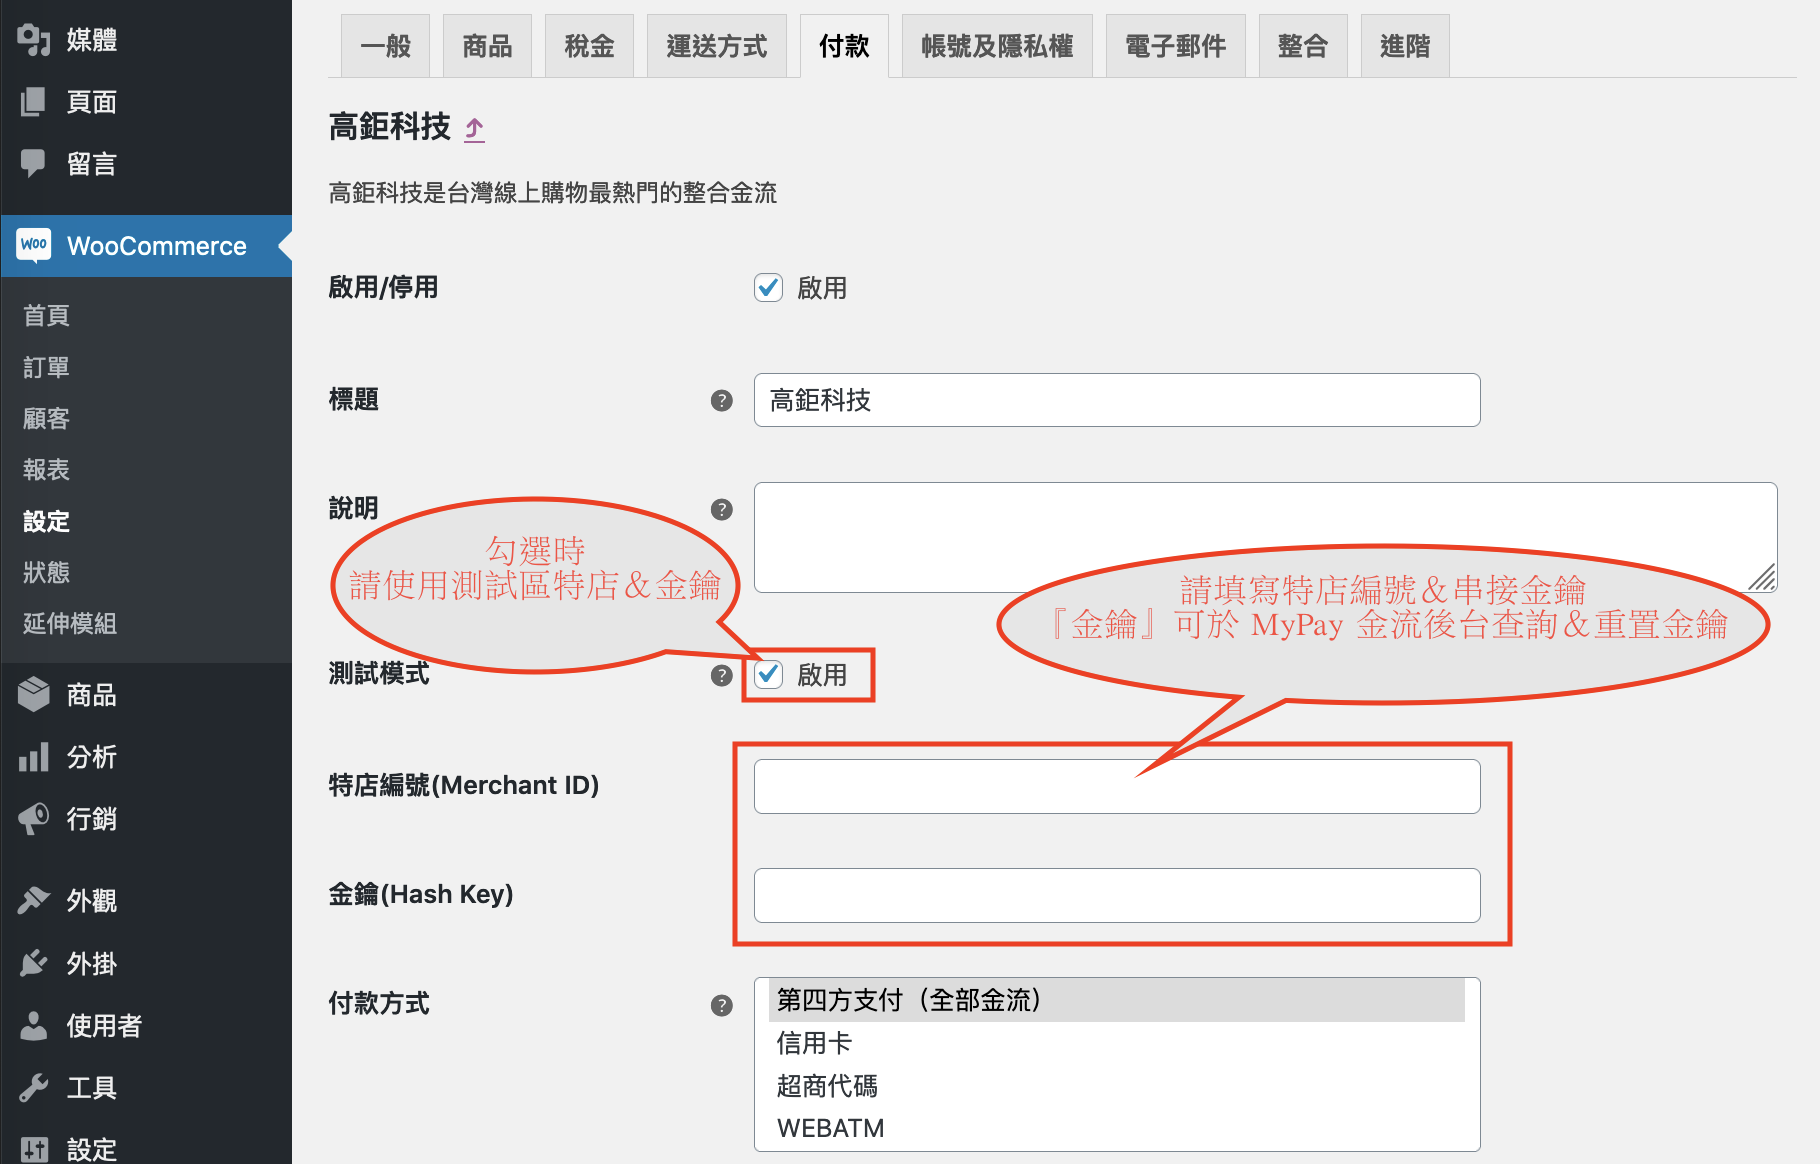 媒體
頁面
留言
WooCommerce
首頁
訂單
顧客
報表
設定
狀態
延伸模組
商品
分析
行銷
外觀
外掛
使用者
工具
設定
一般 商品 稅金 運送方式 付款 帳號及隱私權 電子郵件 整合 進階
高鉅科技
高鉅科技是台灣線上購物最熱門的整合金流
啟用/停用 啟用
標題 ? 高鉅科技
說明 ?
勾選時
請使用測試區特店＆金鑰
請填寫特店編號＆串接金鑰
『金鑰』可於 MyPay 金流後台查詢＆重置金鑰
測試模式 ? 啟用
特店編號(Merchant ID)
金鑰(Hash Key)
付款方式 ? 第四方支付（全部金流）
信用卡
超商代碼
WEBATM